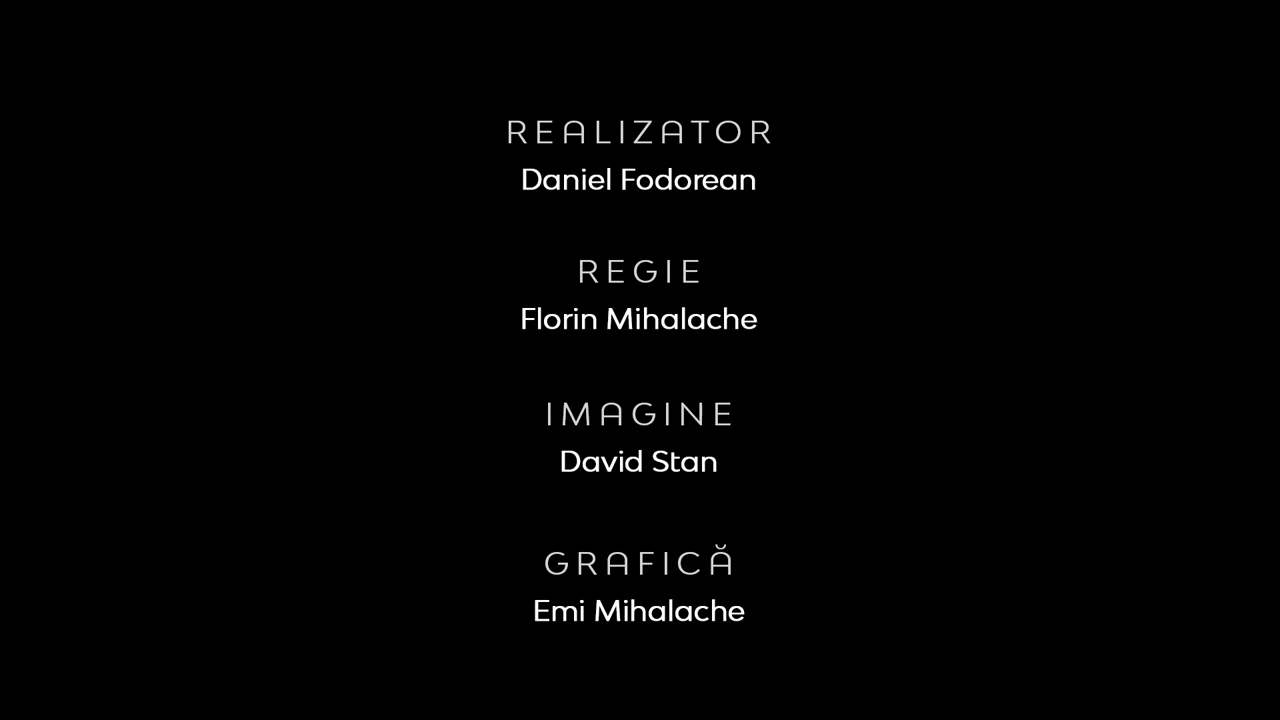 REALIZATOR
Daniel Fodorean
REGIE
Florin Mihalache
IMAGINE
David Stan
GRAFICĂ
Emi Mihalache